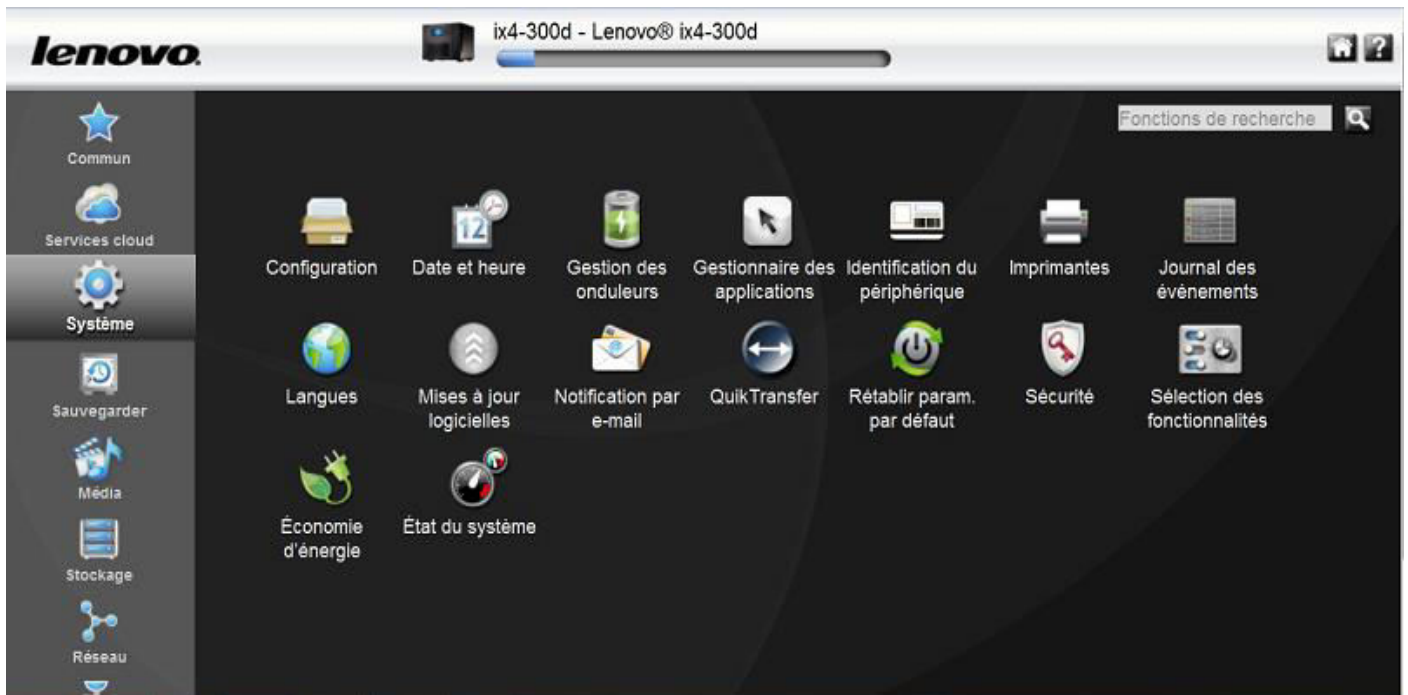 lenovo.
ix4-300d - Lenovo® ix4-300d
?
Fonctions de recherche
Commun
Services cloud
Système
Sauvegarder
Média
Stockage
Réseau
12
Configuration
Date et heure
Gestion des
onduleurs
Gestionnaire des
applications
Identification du
périphérique
Imprimantes
Journal des
événements
Langues
Mises à jour
logicielles
Notification par
e-mail
QuikTransfer
Rétablir param.
par défaut
Sécurité
Sélection des
fonctionnalités
Économie
d'énergie
État du système